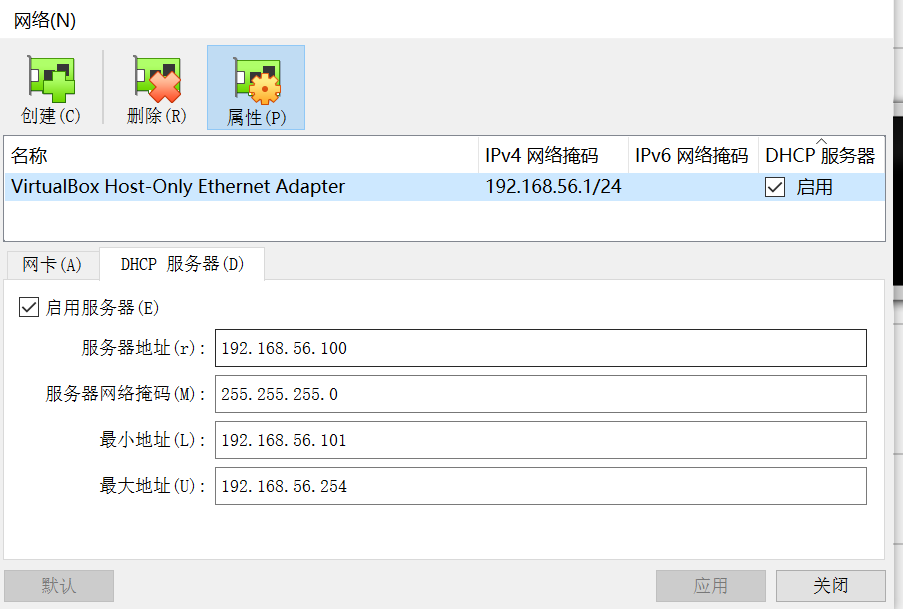 网络(N)
创建(C) 删除(R) 属性(P)
名称 IPv4 网络掩码 IPv6 网络掩码 DHCP 服务器
VirtualBox Host-Only Ethernet Adapter 192.168.56.1/24 启用
网卡(A) DHCP 服务器(D)
启用服务器(E)
服务器地址(r): 192.168.56.100
服务器网络掩码(M): 255.255.255.0
最小地址(L): 192.168.56.101
最大地址(U): 192.168.56.254
默认 应用 关闭